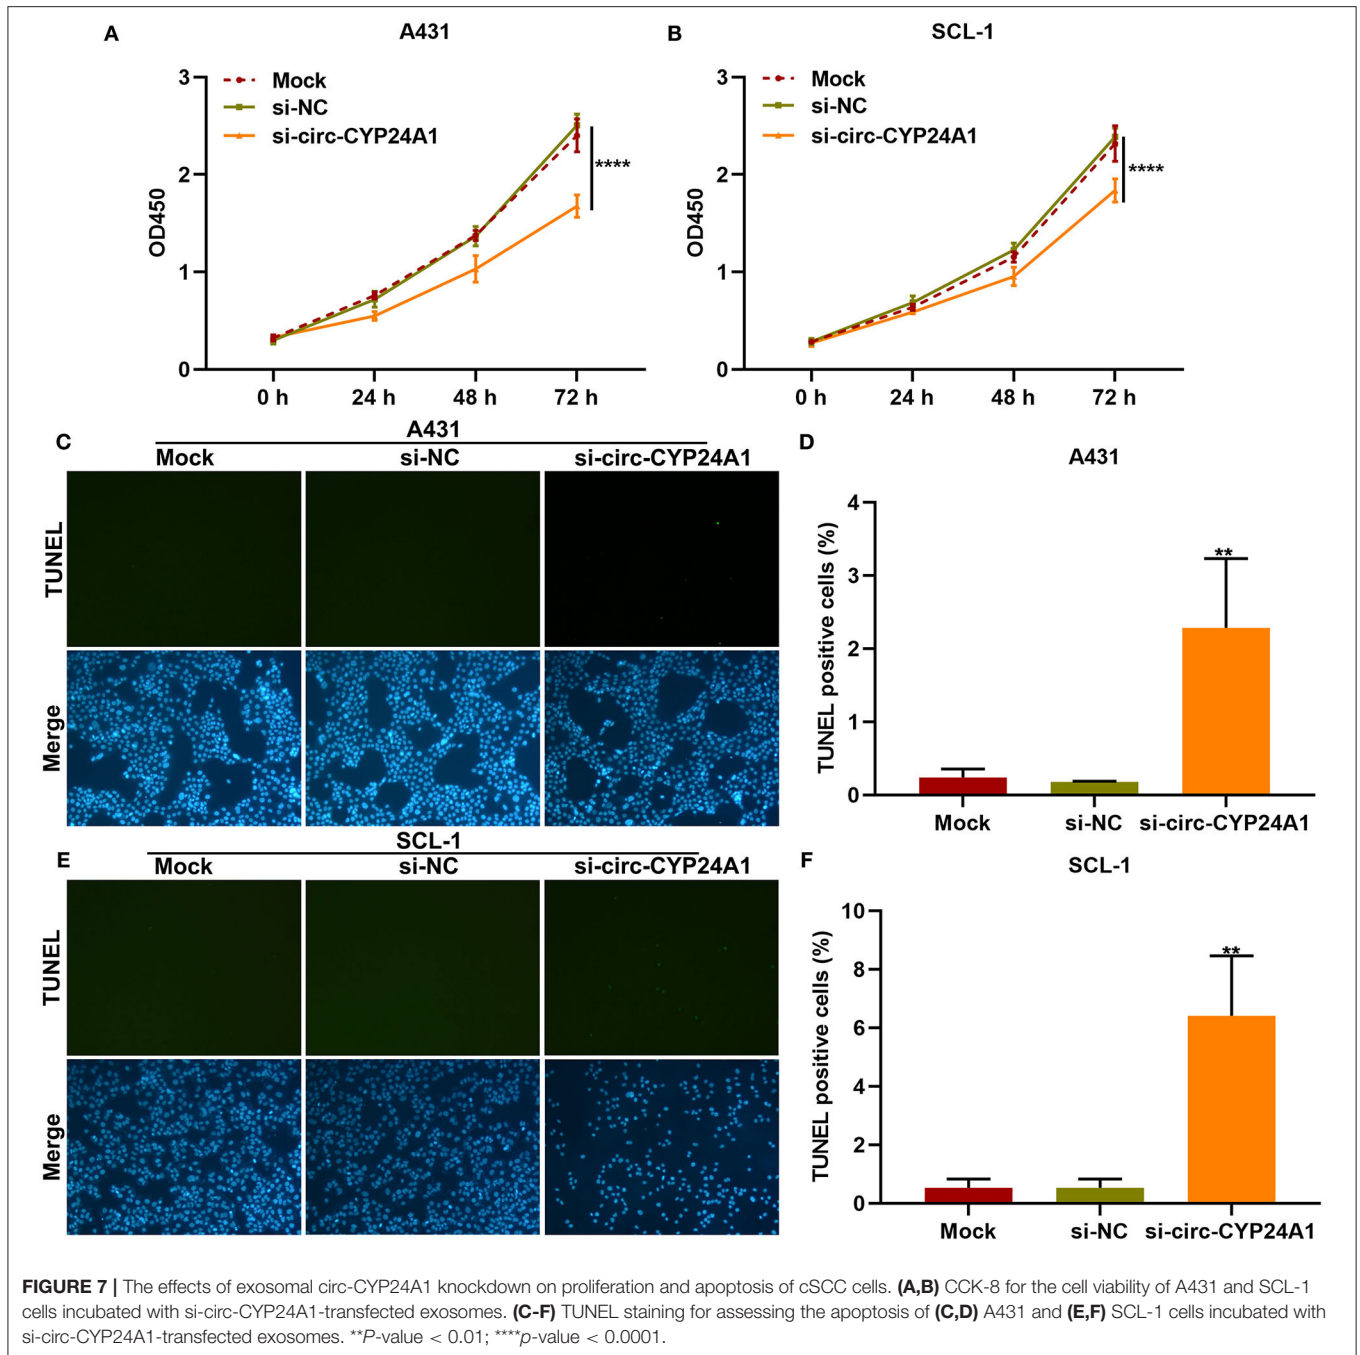 A
A431
3
2
1
0
OD450
Mock
si-NC
si-circ-CYP24A1
****
0 h 24 h 48 h 72 h
B
SCL-1
3
2
1
0
OD450
Mock
si-NC
si-circ-CYP24A1
****
0 h 24 h 48 h 72 h
C
A431
Mock si-NC si-circ-CYP24A1
TUNEL
Merge
D
A431
4
3
2
1
0
TUNEL positive cells (%)
**
Mock si-NC si-circ-CYP24A1
E
SCL-1
Mock si-NC si-circ-CYP24A1
TUNEL
Merge
F
SCL-1
10
8
6
4
2
0
TUNEL positive cells (%)
**
Mock si-NC si-circ-CYP24A1
FIGURE 7 | The effects of exosomal circ-CYP24A1 knockdown on proliferation and apoptosis of cSCC cells. (A,B) CCK-8 for the cell viability of A431 and SCL-1
cells incubated with si-circ-CYP24A1-transfected exosomes. (C-F) TUNEL staining for assessing the apoptosis of (C,D) A431 and (E,F) SCL-1 cells incubated with
si-circ-CYP24A1-transfected exosomes. **P-value < 0.01; ****p-value < 0.0001.